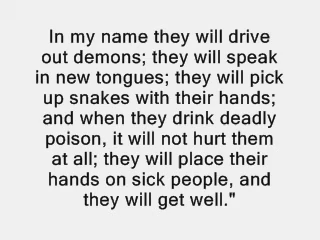 In my name they will drive
out demons; they will speak
in new tongues; they will pick
up snakes with their hands;
and when they drink deadly
poison, it will not hurt them
at all; they will place their
hands on sick people, and
they will get well."